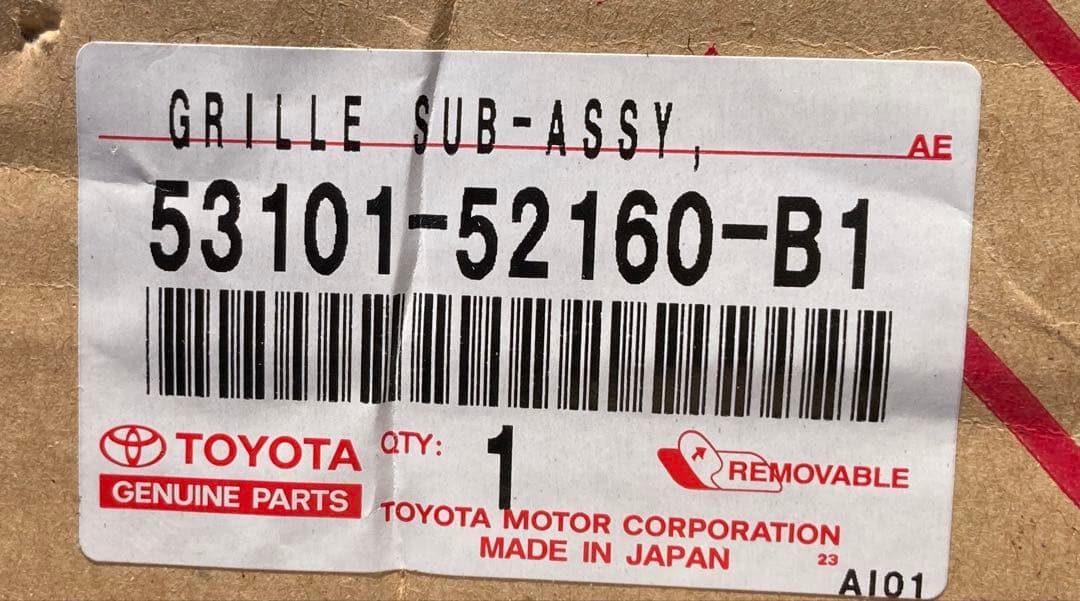 GRILLE SUB-ASSY,
AE
53101-52160-B1
TOYOTA
GENUINE PARTS
QTY: 1
REMOVABLE
TOYOTA MOTOR CORPORATION
MADE IN JAPAN
23
AI01